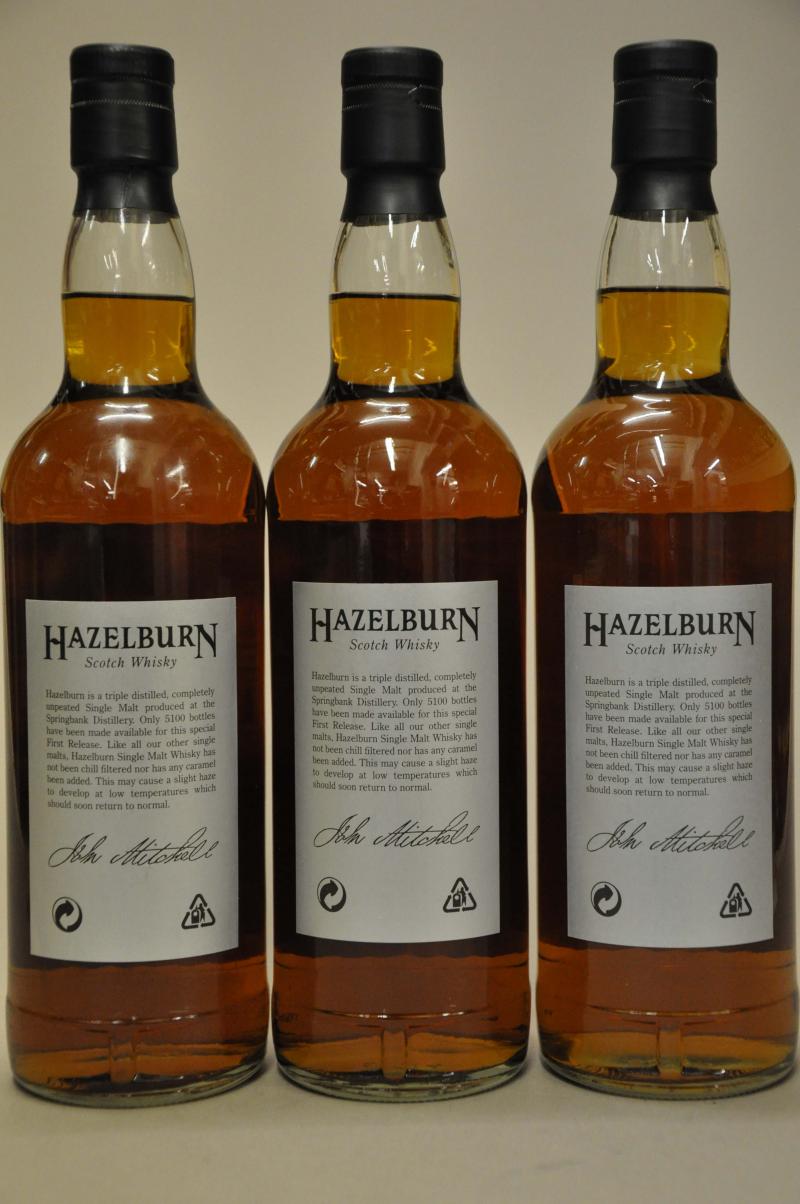 HAZELBURN
Scotch Whisky
Hazelburn is a triple distilled, completely
unpeated Single Malt produced at the
Springbank Distillery. Only 5100 bottles
have been made available for this special
First Release. Like all our other single
malts, Hazelburn Single Malt Whisky has
not been chill filtered nor has any caramel
been added. This may cause a slight haze
to develop at low temperatures which
should soon return to normal.
John Mitchell
HAZELBURN
Scotch Whisky
Hazelburn is a triple distilled, completely
unpeated Single Malt produced at the
Springbank Distillery. Only 5100 bottles
have been made available for this special
First Release. Like all our other single
malts, Hazelburn Single Malt Whisky has
not been chill filtered nor has any caramel
been added. This may cause a slight haze
to develop at low temperatures which
should soon return to normal.
John Mitchell
HAZELBURN
Scotch Whisky
Hazelburn is a triple distilled, completely
unpeated Single Malt produced at the
Springbank Distillery. Only 5100 bottles
have been made available for this special
First Release. Like all our other single
malts, Hazelburn Single Malt Whisky has
not been chill filtered nor has any caramel
been added. This may cause a slight haze
to develop at low temperatures which
should soon return to normal.
John Mitchell